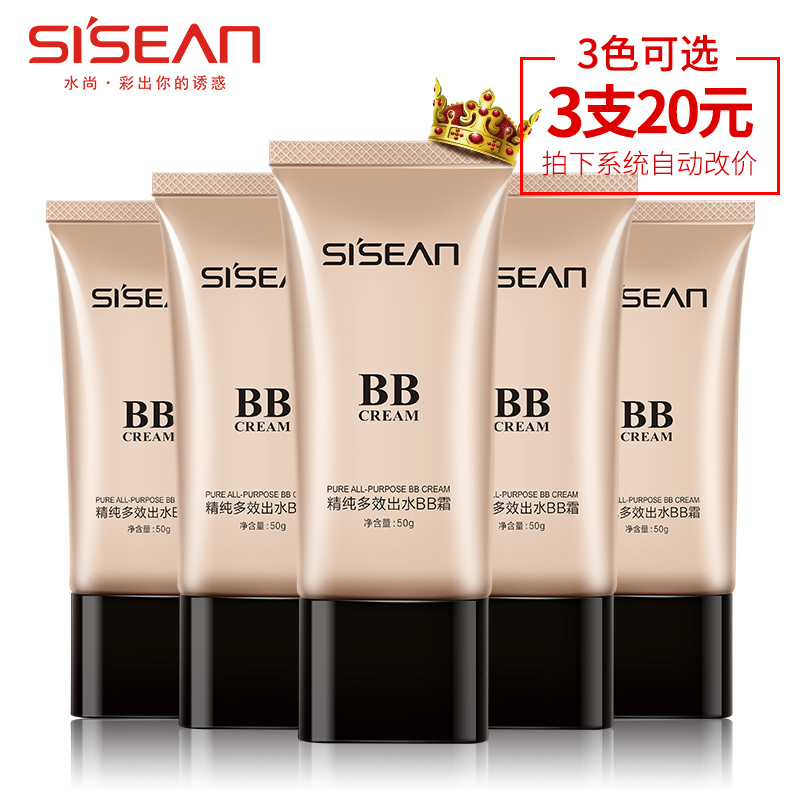 SISEAN
水尚·彩出你的诱惑
3色可选
3支20元
拍下系统自动改价
SISEA
BB
CREAM
PURE ALL-PURPOSE BB
精纯多效出水B
净含量:50g
SISEAN
BB
CREAM
PURE ALL-PURPOSE BB
精纯多效出水B
净含量:50g
SISEAN
BB
CREAM
PURE ALL-PURPOSE BB CREAM
精纯多效出水BB霜
净含量:50g
SEAN
BB
CREAM
ALL-PURPOSE BB CREAM
多效出水BB霜
净含量:50g
SEAN
BB
CREAM
ALL-PURPOSE BB CREAM
多效出水BB霜
净含量:50g